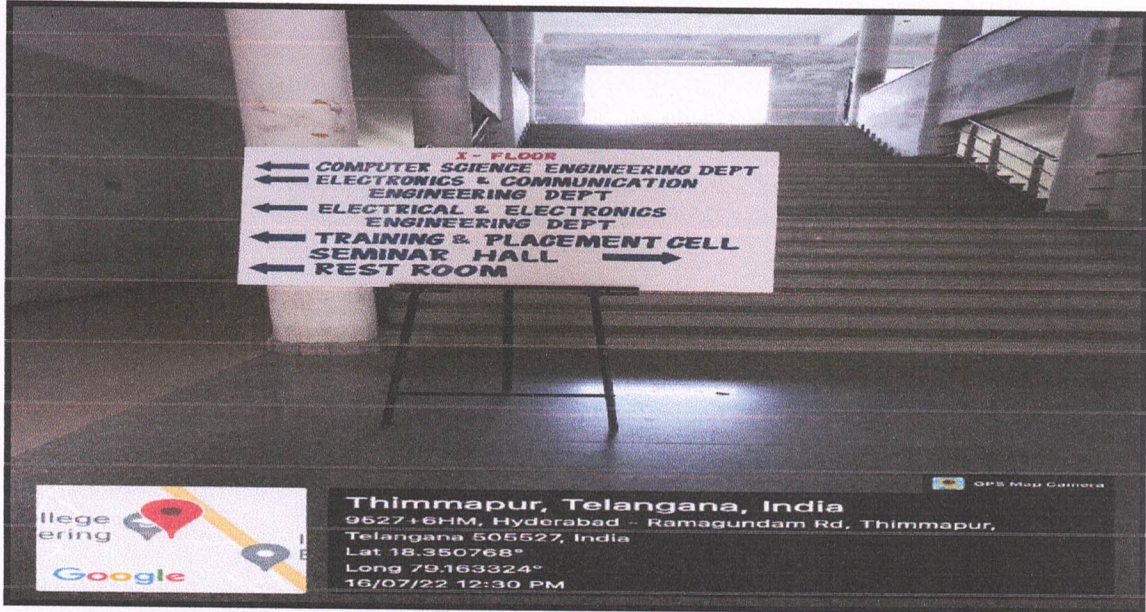 I - FLOOR
COMPUTER SCIENCE ENGINEERING DEPT
ELECTRONICS & COMMUNICATION
ENGINEERING DEPT
ELECTRICAL & ELECTRONICS
ENGINEERING DEPT
TRAINING & PLACEMENT CELL
SEMINAR HALL
REST ROOM
GPS Map Camera
llege
ering
Google
Thimmapur, Telangana, India
9527+6HM, Hyderabad - Ramagundam Rd, Thimmapur,
Telangana 505527, India
Lat 18.350768°
Long 79.163324°
16/07/22 12:30 PM